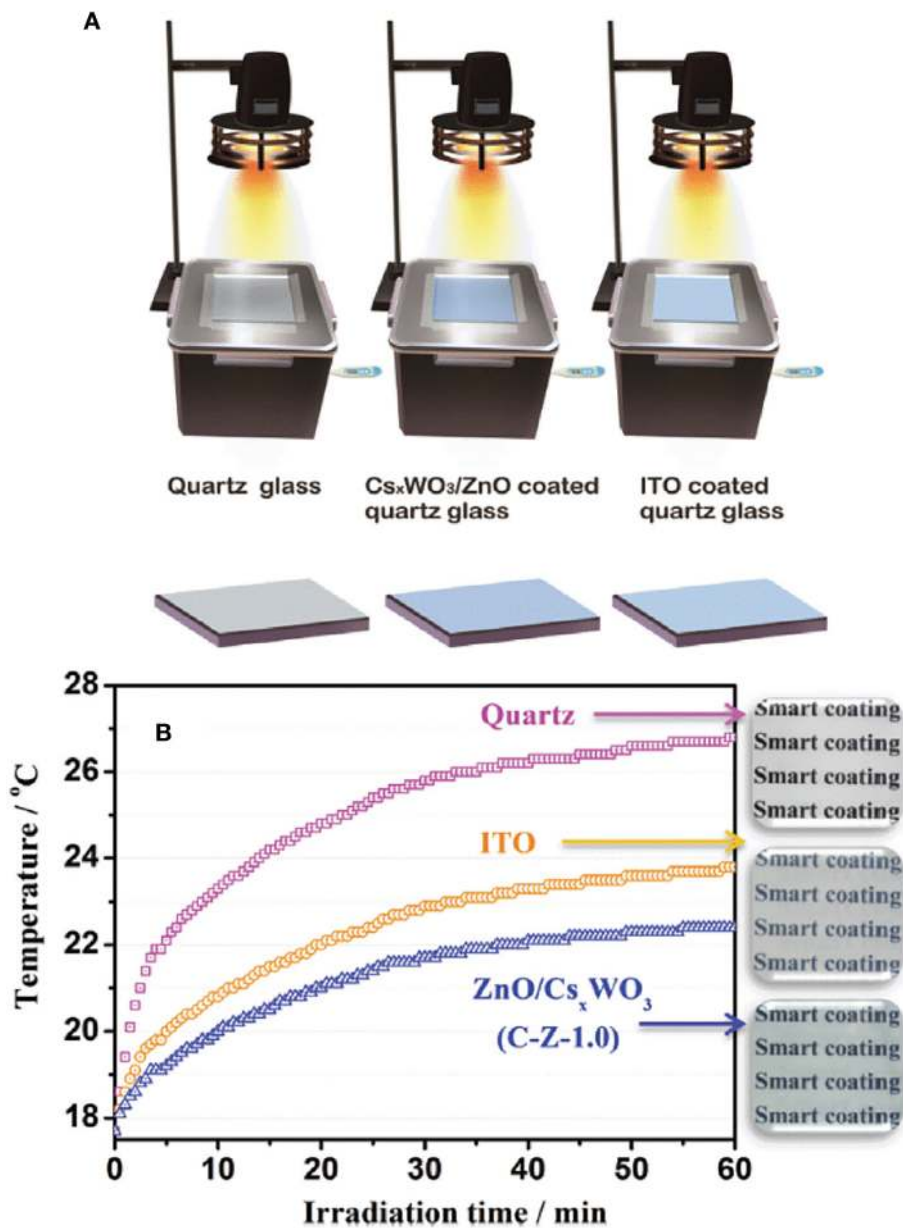 A
Quartz glass
CsxWO3/ZnO coated
quartz glass
ITO coated
quartz glass
B
Temperature / °C
28
26
24
22
20
18
Quartz
ITO
ZnO/CsxWO3
(C-Z-1.0)
0 10 20 30 40 50 60
Irradiation time / min
Smart coating
Smart coating
Smart coating
Smart coating
Smart coating
Smart coating
Smart coating
Smart coating
Smart coating
Smart coating
Smart coating
Smart coating